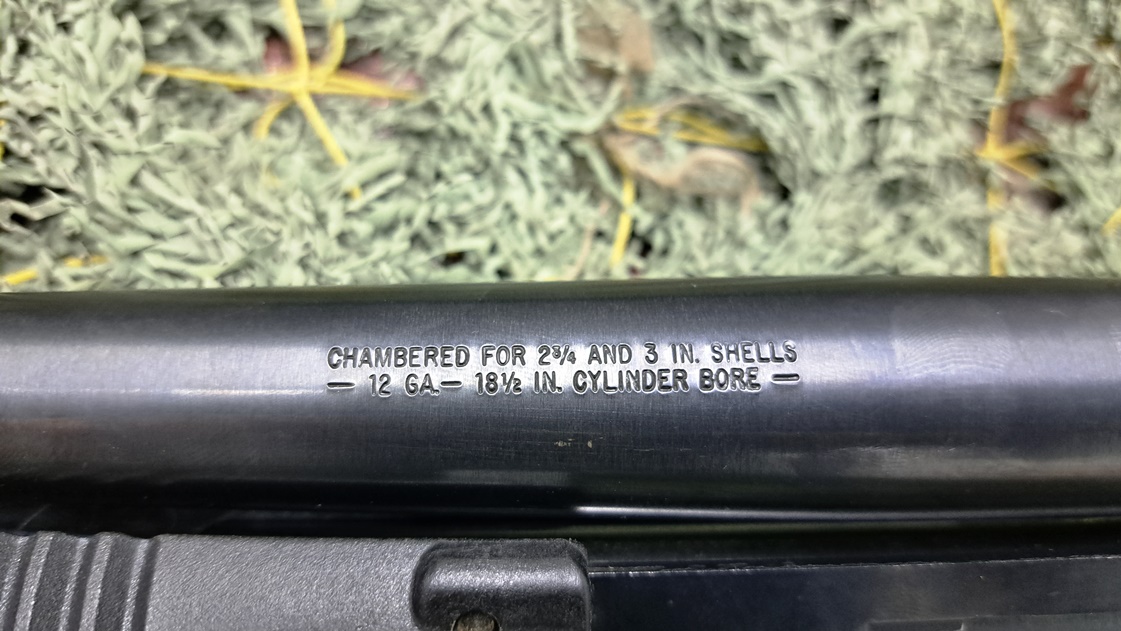 CHAMBERED FOR 2¾ AND 3 IN. SHELLS
— 12 GA.— 18½ IN. CYLINDER BORE —